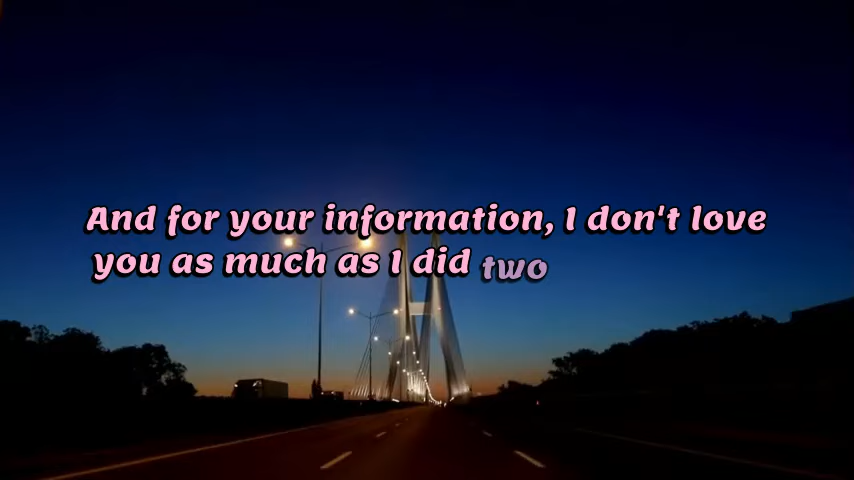 And for your information, I don't love
you as much as I did two